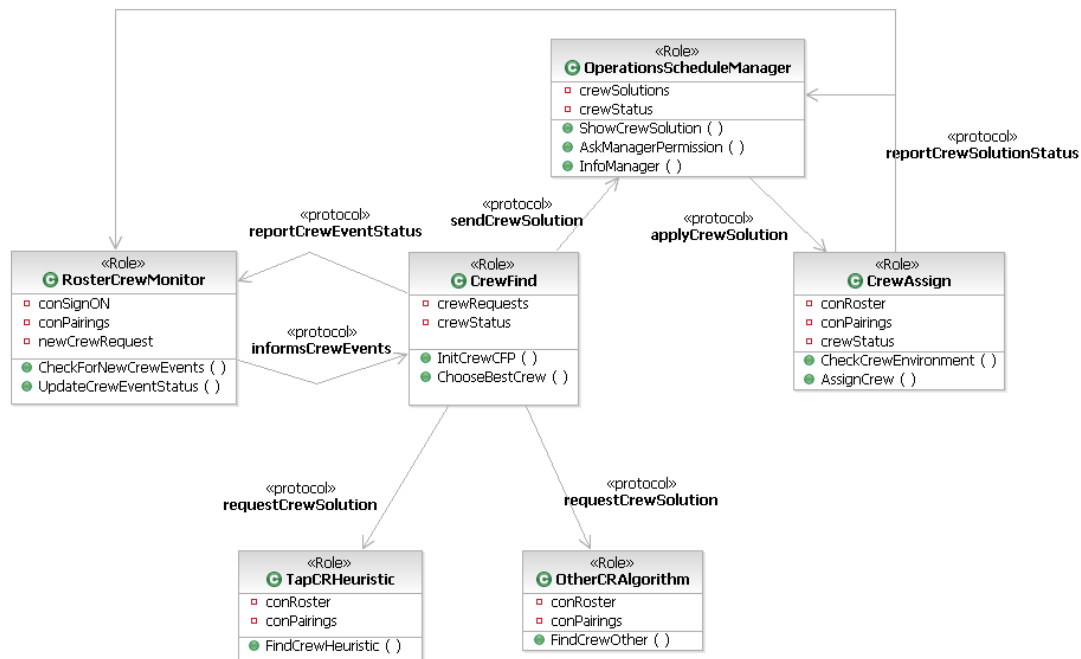 «Role»
OperationsScheduleManager
crewSolutions
crewStatus
ShowCrewSolution ( )
AskManagerPermission ( )
InfoManager ( )
«protocol»
reportCrewSolutionStatus
«protocol»
sendCrewSolution
«protocol»
reportCrewEventStatus
«protocol»
applyCrewSolution
«Role»
RosterCrewMonitor
conSignON
conPairings
newCrewRequest
CheckForNewCrewEvents ( )
UpdateCrewEventStatus ( )
«protocol»
informsCrewEvents
«Role»
CrewFind
crewRequests
crewStatus
InitCrewCFP ( )
ChooseBestCrew ( )
«Role»
CrewAssign
conRoster
conPairings
crewStatus
CheckCrewEnvironment ( )
AssignCrew ( )
«protocol»
requestCrewSolution
«protocol»
requestCrewSolution
«Role»
TapCRHeuristic
conRoster
conPairings
FindCrewHeuristic ( )
«Role»
OtherCRAlgorithm
conRoster
conPairings
FindCrewOther ( )